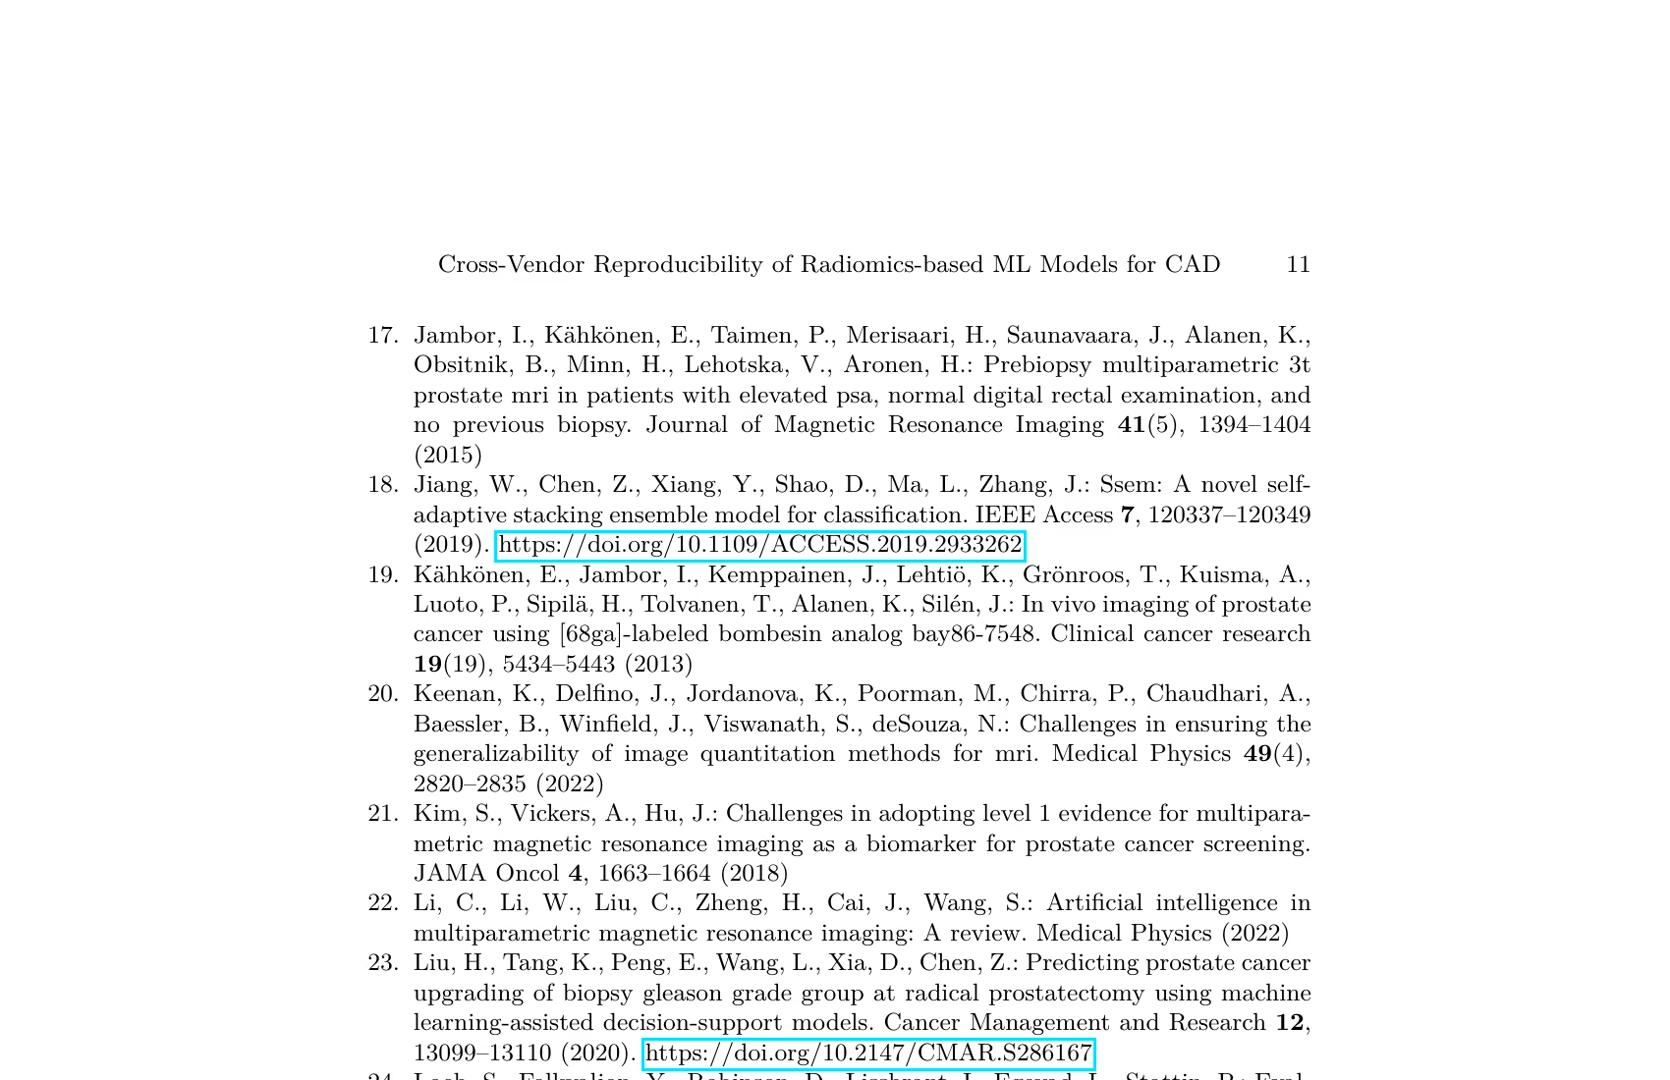 Cross-Vendor Reproducibility of Radiomics-based ML Models for CAD 11
17. Jambor, I., Kähkönen, E., Taimen, P., Merisaari, H., Saunavaara, J., Alanen, K.,
Obsitnik, B., Minn, H., Lehotska, V., Aronen, H.: Prebiopsy multiparametric 3t
prostate mri in patients with elevated psa, normal digital rectal examination, and
no previous biopsy. Journal of Magnetic Resonance Imaging 41(5), 1394–1404
(2015)
18. Jiang, W., Chen, Z., Xiang, Y., Shao, D., Ma, L., Zhang, J.: Ssem: A novel self-
adaptive stacking ensemble model for classification. IEEE Access 7, 120337–120349
(2019). https://doi.org/10.1109/ACCESS.2019.2933262
19. Kähkönen, E., Jambor, I., Kemppainen, J., Lehtiö, K., Grönroos, T., Kuisma, A.,
Luoto, P., Sipilä, H., Tolvanen, T., Alanen, K., Silén, J.: In vivo imaging of prostate
cancer using [68ga]-labeled bombesin analog bay86-7548. Clinical cancer research
19(19), 5434–5443 (2013)
20. Keenan, K., Delfino, J., Jordanova, K., Poorman, M., Chirra, P., Chaudhari, A.,
Baessler, B., Winfield, J., Viswanath, S., deSouza, N.: Challenges in ensuring the
generalizability of image quantitation methods for mri. Medical Physics 49(4),
2820–2835 (2022)
21. Kim, S., Vickers, A., Hu, J.: Challenges in adopting level 1 evidence for multipara-
metric magnetic resonance imaging as a biomarker for prostate cancer screening.
JAMA Oncol 4, 1663–1664 (2018)
22. Li, C., Li, W., Liu, C., Zheng, H., Cai, J., Wang, S.: Artificial intelligence in
multiparametric magnetic resonance imaging: A review. Medical Physics (2022)
23. Liu, H., Tang, K., Peng, E., Wang, L., Xia, D., Chen, Z.: Predicting prostate cancer
upgrading of biopsy gleason grade group at radical prostatectomy using machine
learning-assisted decision-support models. Cancer Management and Research 12,
13099–13110 (2020). https://doi.org/10.2147/CMAR.S286167